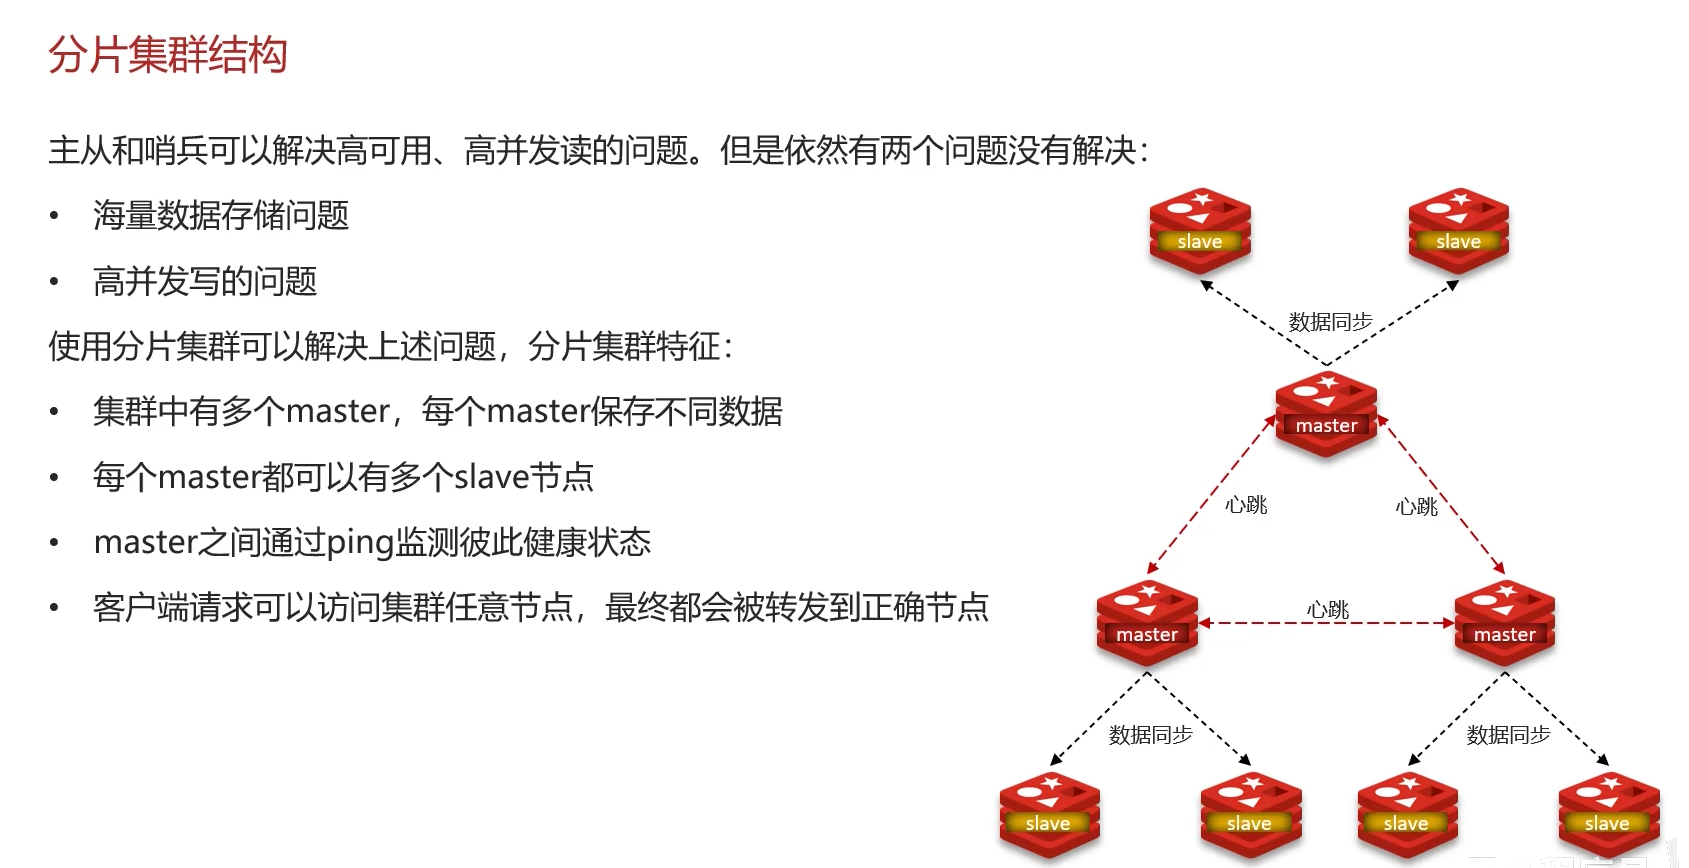 分片集群结构
主从和哨兵可以解决高可用、高并发读的问题。但是依然有两个问题没有解决：
• 海量数据存储问题
• 高并发写的问题
使用分片集群可以解决上述问题，分片集群特征：
• 集群中有多个master，每个master保存不同数据
• 每个master都可以有多个slave节点
• master之间通过ping监测彼此健康状态
• 客户端请求可以访问集群任意节点，最终都会被转发到正确节点
slave
slave
数据同步
master
心跳
心跳
master
心跳
master
数据同步
数据同步
slave
slave
slave
slave